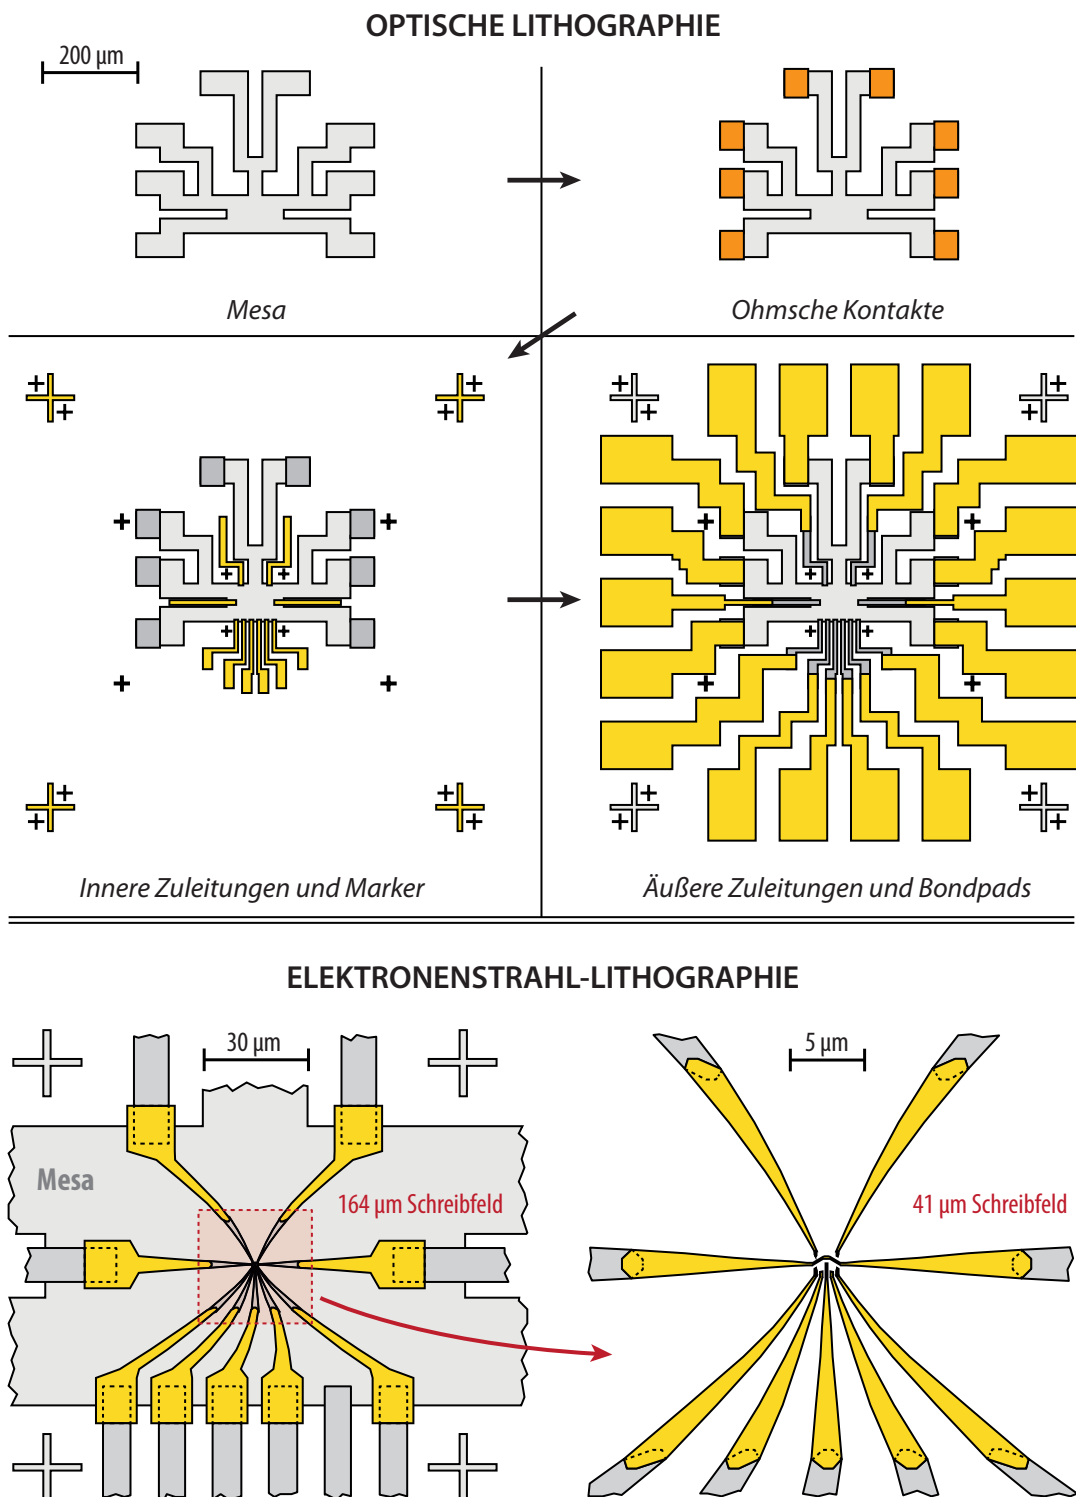 OPTISCHE LITHOGRAPHIE
200 µm
Mesa
Ohmsche Kontakte
Innere Zuleitungen und Marker
Äußere Zuleitungen und Bondpads
ELEKTRONENSTRAHL-LITHOGRAPHIE
30 µm
5 µm
Mesa
164 µm Schreibfeld
41 µm Schreibfeld